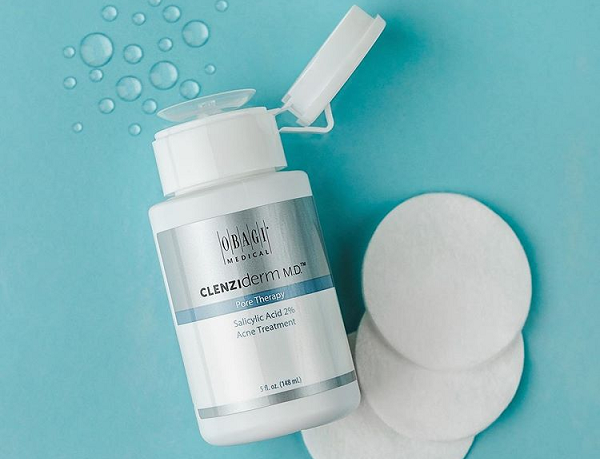 OBAGI
MEDICAL
CLENZIderm M.D.™
Pore Therapy
Salicylic Acid 2%
Acne Treatment
5 fl. oz. (148 mL)